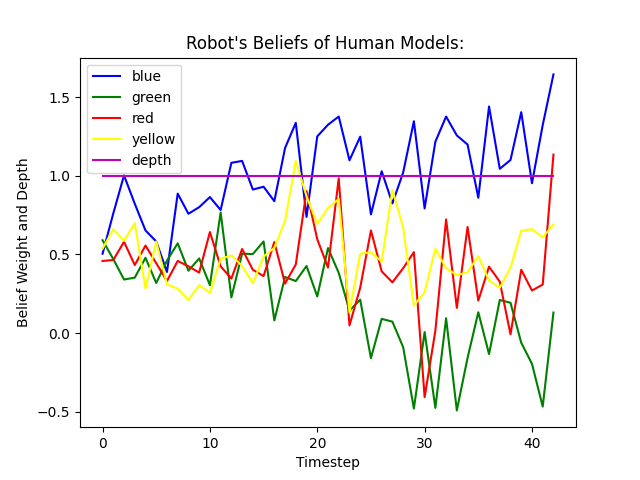 Robot's Beliefs of Human Models:
blue
green
red
yellow
depth
Belief Weight and Depth
1.5
1.0
0.5
0.0
−0.5
0 10 20 30 40
Timestep